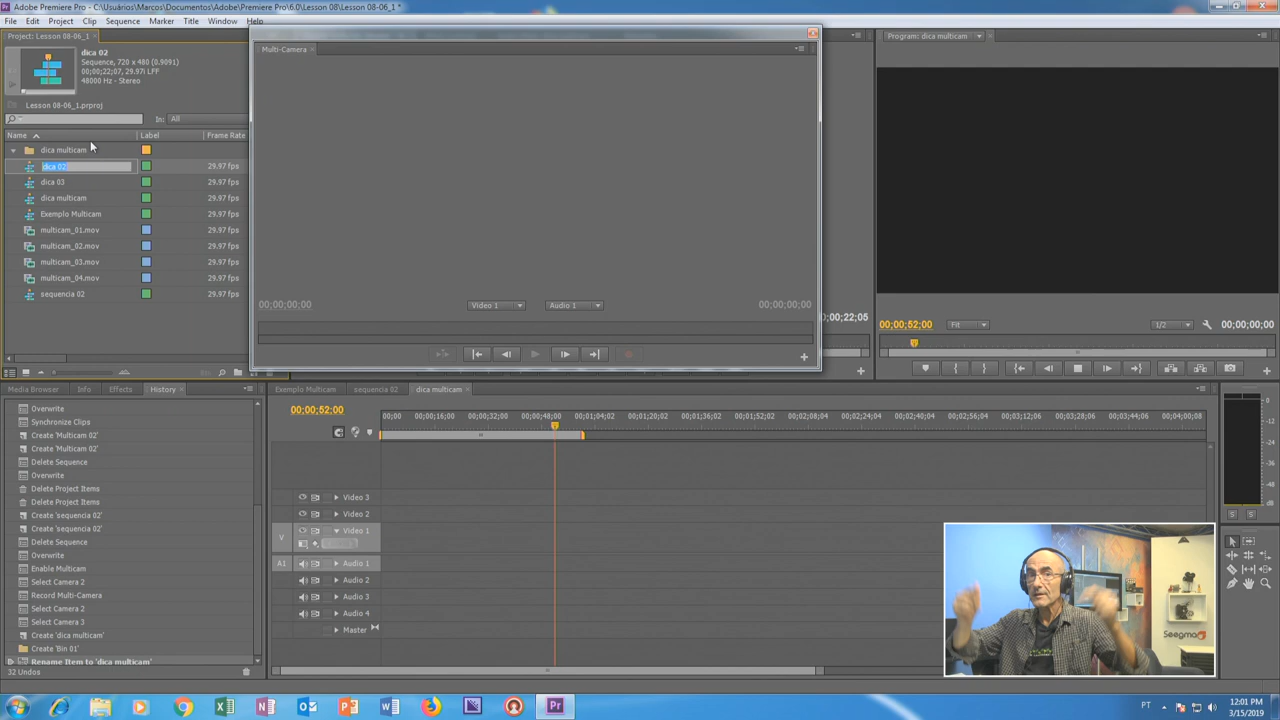 Adobe Premiere Pro - C:\Usuários\Marcos\Documentos\Adobe\Premiere Pro\6.0\Lesson 08\Lesson 08-06_1 *
File Edit Project Clip Sequence Marker Title Window Help
Project: Lesson 08-06_1
dica 02
Sequence, 720 x 480 (0.9091)
00;00;22;07, 29.97i LFF
48000 Hz - Stereo
Lesson 08-06_1.prproj
In: All
Name Label Frame Rate
dica multicam
dica 02 29.97 fps
dica 03 29.97 fps
dica multicam 29.97 fps
Exemplo Multicam 29.97 fps
multicam_01.mov 29.97 fps
multicam_02.mov 29.97 fps
multicam_03.mov 29.97 fps
multicam_04.mov 29.97 fps
sequencia 02 29.97 fps
Multi-Camera
00;00;00;00 Video 1 Audio 1 00;00;00;00
00;22;05
Program: dica multicam
00;00;52;00 Fit 1/2 00;00;00;00
Media Browser Info Effects History
Overwrite
Synchronize Clips
Create 'Multicam 02'
Create 'Multicam 02'
Delete Sequence
Overwrite
Delete Project Items
Delete Project Items
Create 'sequencia 02'
Create 'sequencia 02'
Delete Sequence
Overwrite
Enable Multicam
Select Camera 2
Record Multi-Camera
Select Camera 2
Select Camera 3
Create 'dica multicam'
Create 'Bin 01'
Rename Item to 'dica multicam'
32 Undos
Exemplo Multicam sequencia 02 dica multicam
00;00;52;00
00;00 00;00;16;00 00;00;32;00 00;00;48;00 00;01;04;02 00;01;20;02 00;01;36;02 00;01;52;02 00;02;08;04 00;02;24;04 00;02;40;04 00;02;56;04 00;03;12;06 00;03;28;06 00;03;44;06 00;04;00;08
Video 3
Video 2
V Video 1
A1 Audio 1
Audio 2
Audio 3
Audio 4
Master
0
-6
-12
-18
-24
-30
-36
-42
-48
-54
dB
S S
Seegma
PT 12:01 PM
3/15/2019